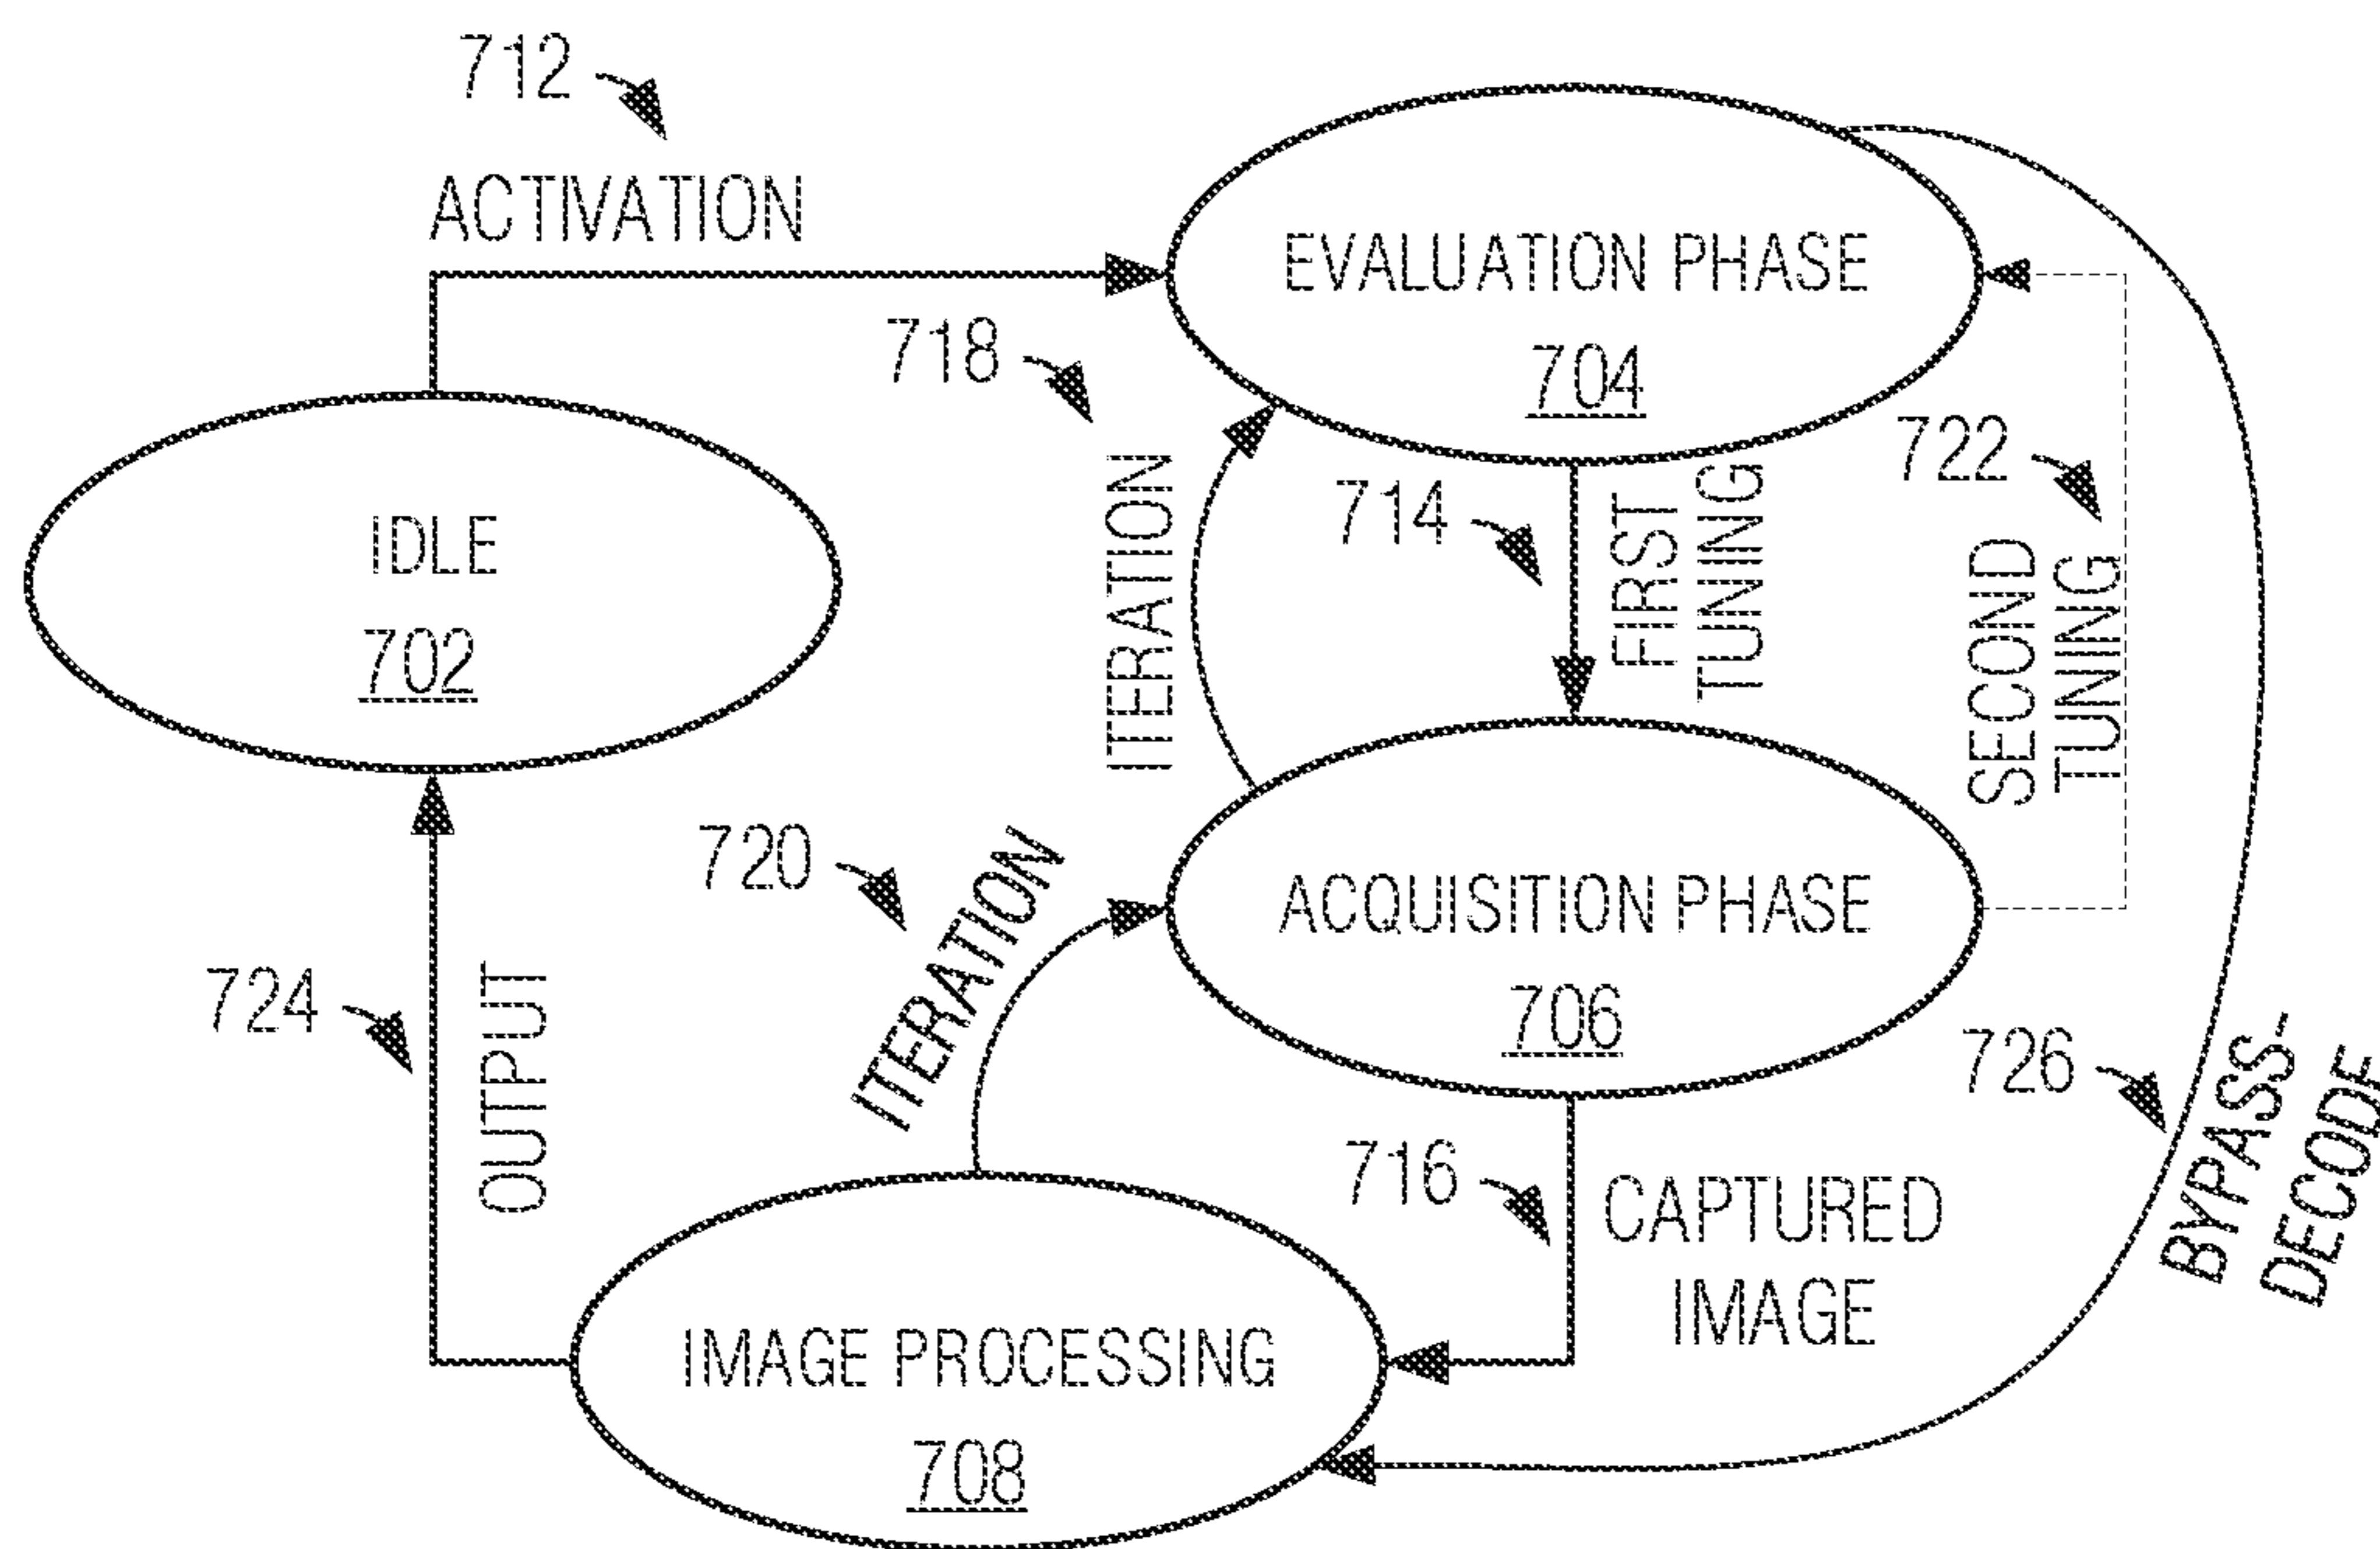 712
ACTIVATION
EVALUATION PHASE
704
718
ITERATION
714
FIRST
TUNING
722
SECOND
TUNING
IDLE
702
720
ITERATION
ACQUISITION PHASE
706
724
OUTPUT
716
CAPTURED
IMAGE
726
BYPASS-
DECODE
IMAGE PROCESSING
708